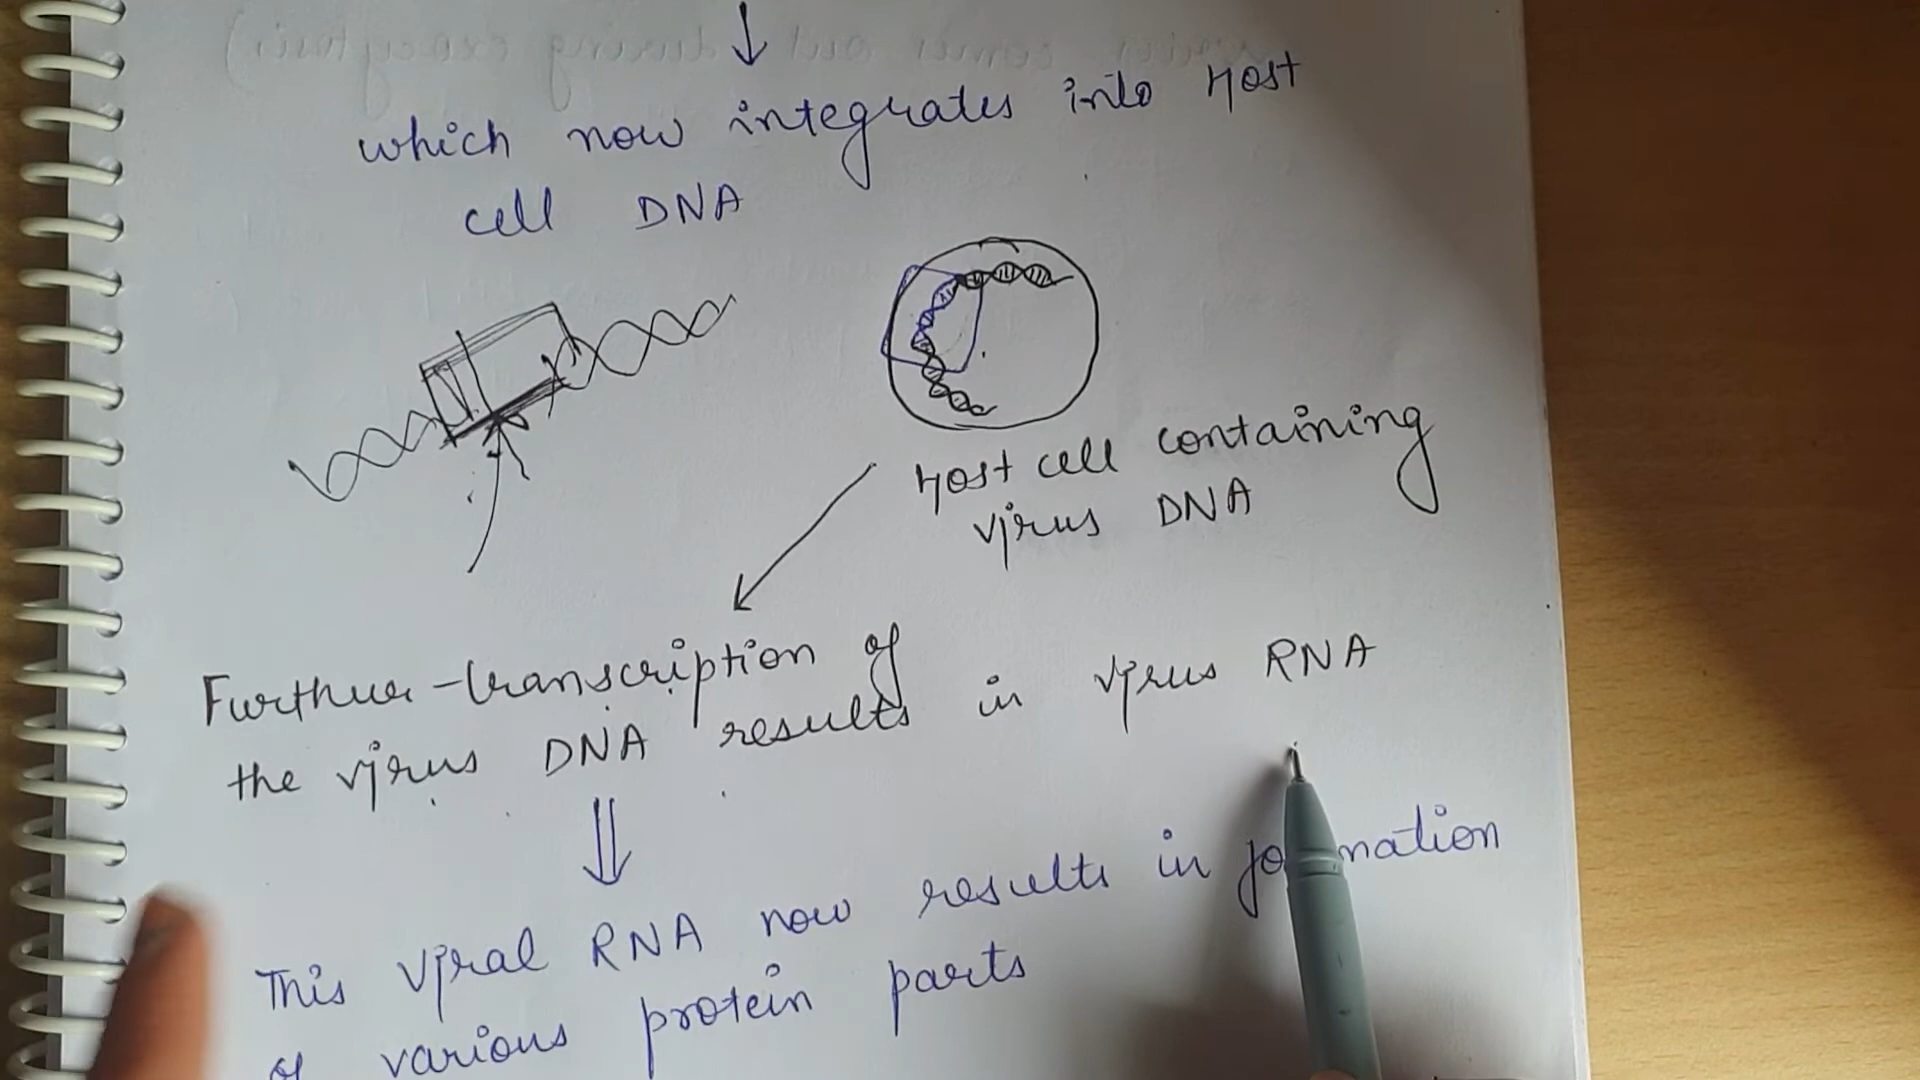 which now integrates into Host
cell DNA
Host cell containing
virus DNA
Further transcription of
the virus DNA results in virus RNA
This viral RNA now results in formation
of various protein parts